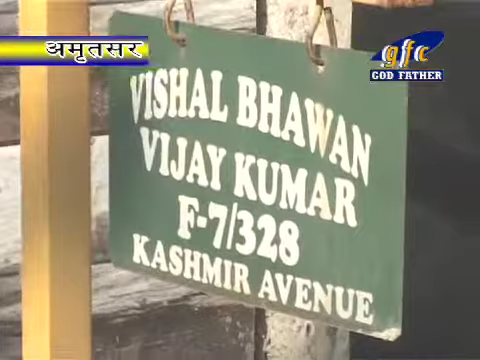 अमृतसर
gfc
GOD FATHER
VISHAL BHAWAN
VIJAY KUMAR
F-7/328
KASHMIR AVENUE